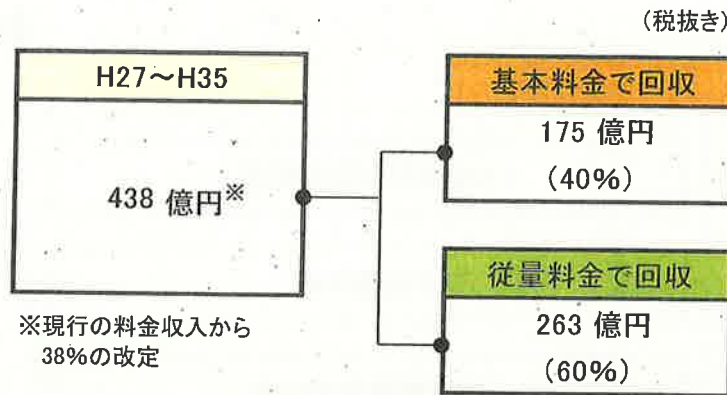 (税抜き)
H27～H35
438 億円※
※現行の料金収入から
38%の改定
基本料金で回収
175 億円
(40%)
従量料金で回収
263 億円
(60%)